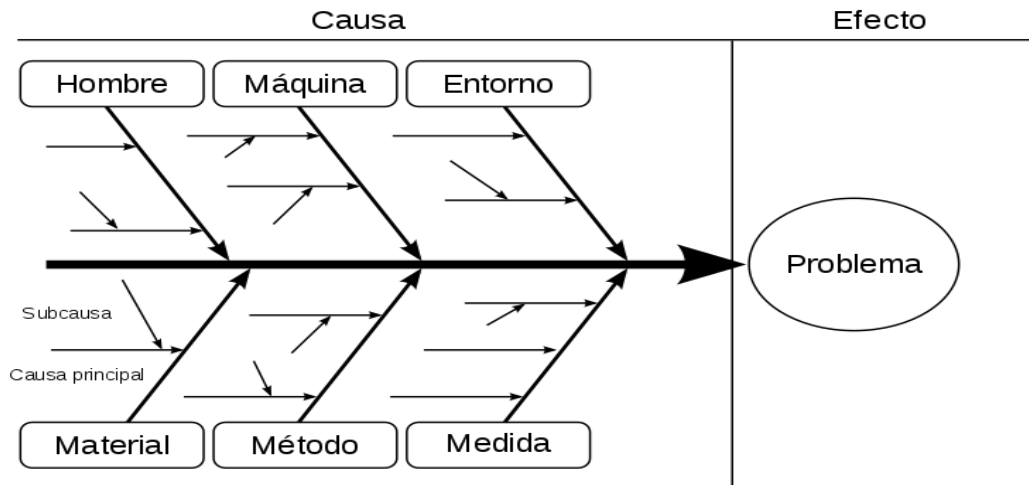 Causa
Efecto
Hombre
Máquina
Entorno
Problema
Subcausa
Causa principal
Material
Método
Medida